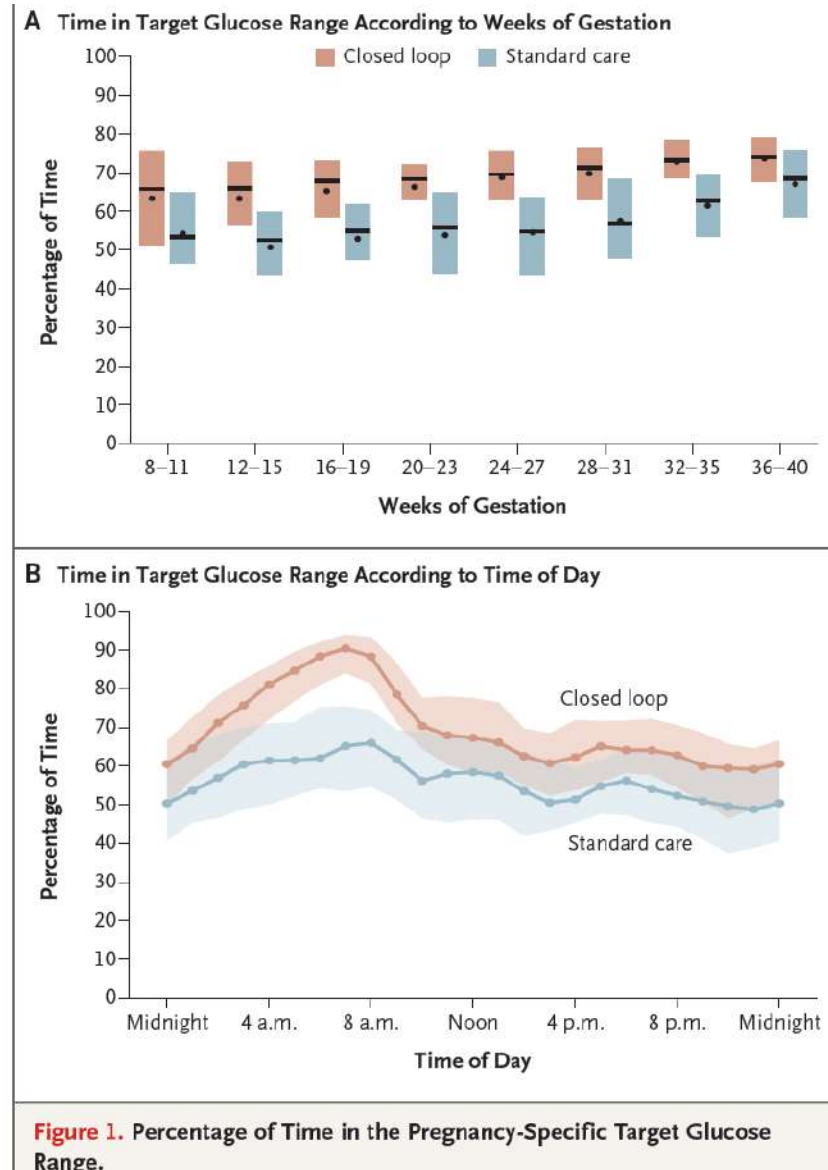 A Time in Target Glucose Range According to Weeks of Gestation
Closed loop Standard care
100
90
80
70
60
50
40
30
20
10
0
Percentage of Time
8–11 12–15 16–19 20–23 24–27 28–31 32–35 36–40
Weeks of Gestation
B Time in Target Glucose Range According to Time of Day
100
90
80
70
60
50
40
30
20
10
0
Percentage of Time
Closed loop
Standard care
Midnight 4 a.m. 8 a.m. Noon 4 p.m. 8 p.m. Midnight
Time of Day
Figure 1. Percentage of Time in the Pregnancy-Specific Target Glucose
Range.